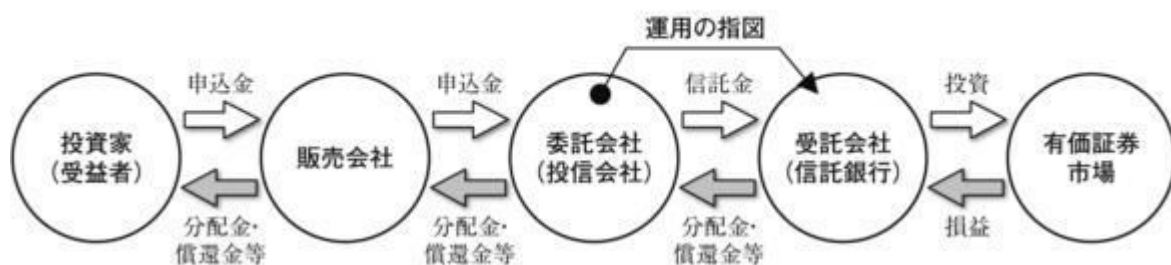 運用の指図
申込金
申込金
信託金
投資
投資家
(受益者)
販売会社
委託会社
(投信会社)
受託会社
(信託銀行)
有価証券
市場
分配金・
償還金等
分配金・
償還金等
分配金・
償還金等
損益